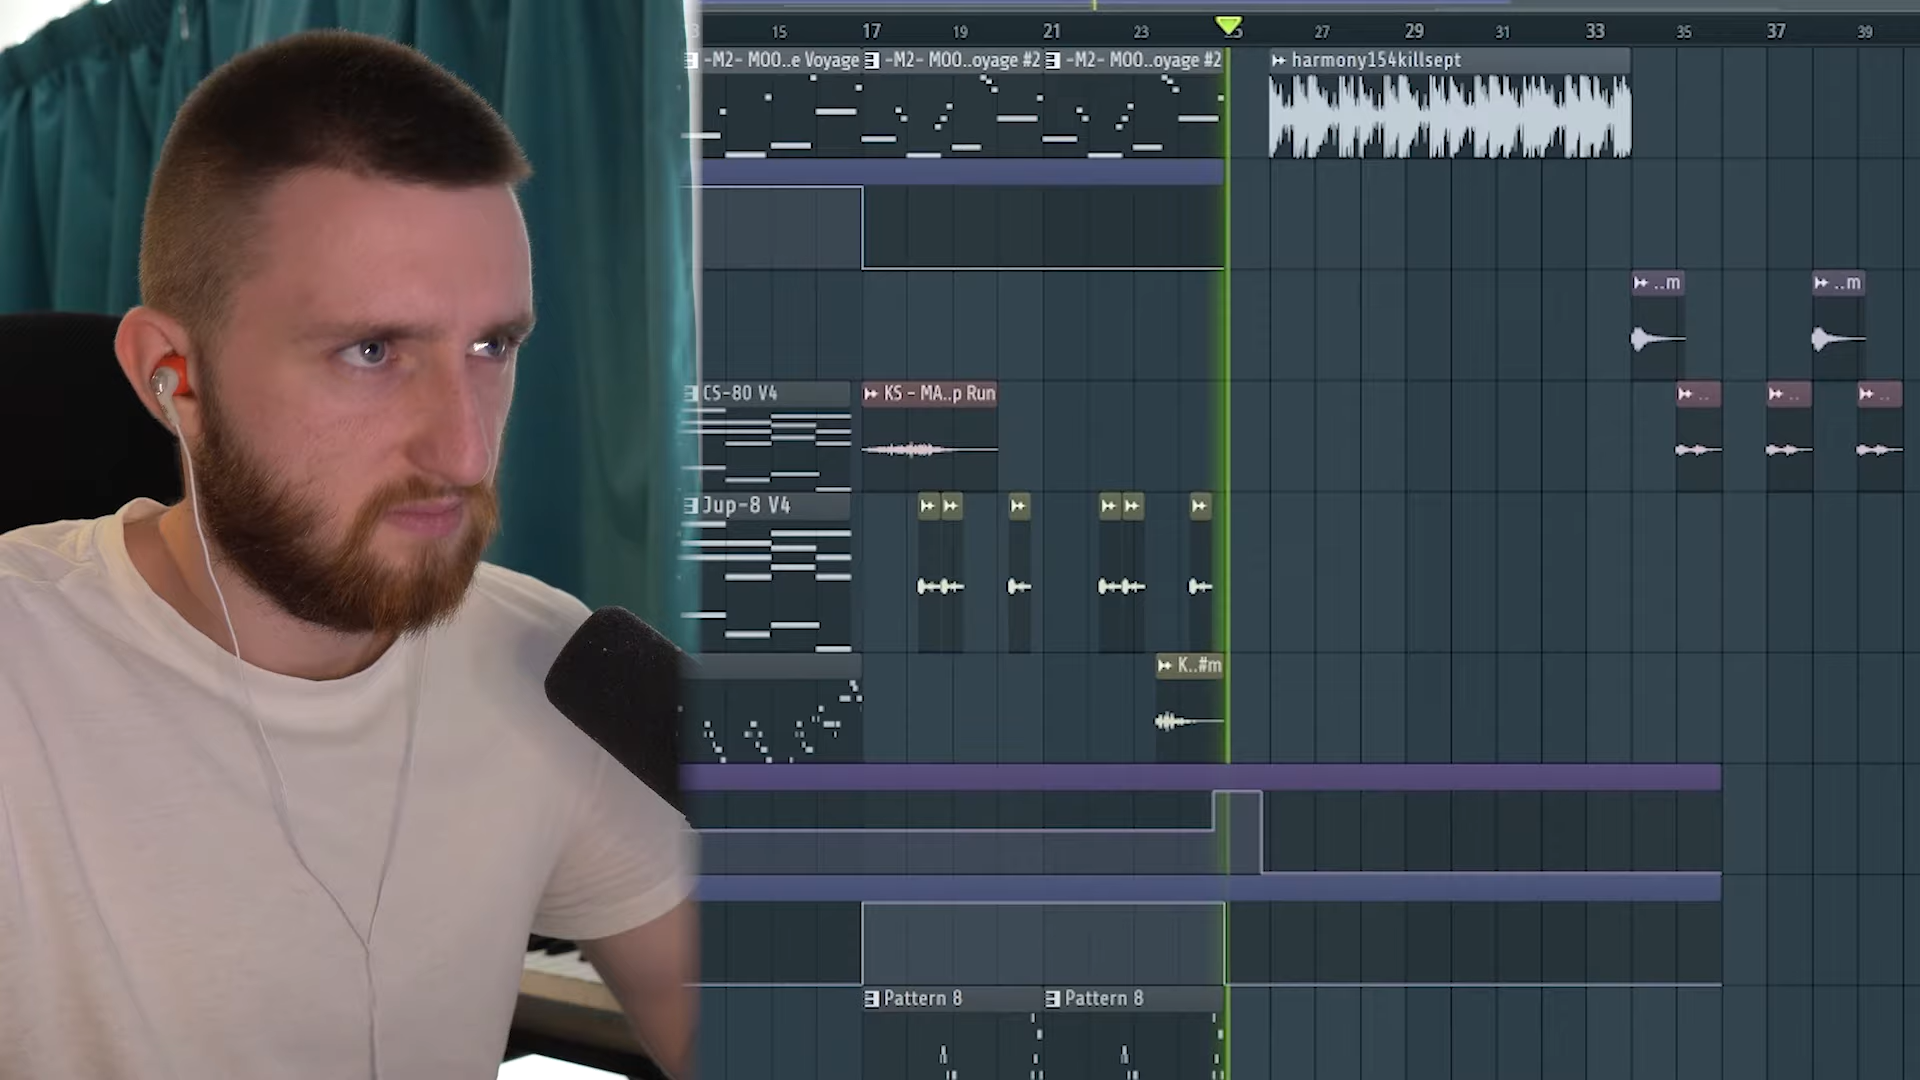 15 17 19 21 23 27 29 31 33 35 37 39
-M2- MOO..e Voyage -M2- MOO..oyage #2 -M2- MOO..oyage #2 harmony154killsept
..m ..m
CS-80 V4 KS - MA..p Run .. .. ..
Jup-8 V4
K..#m
Pattern 8 Pattern 8